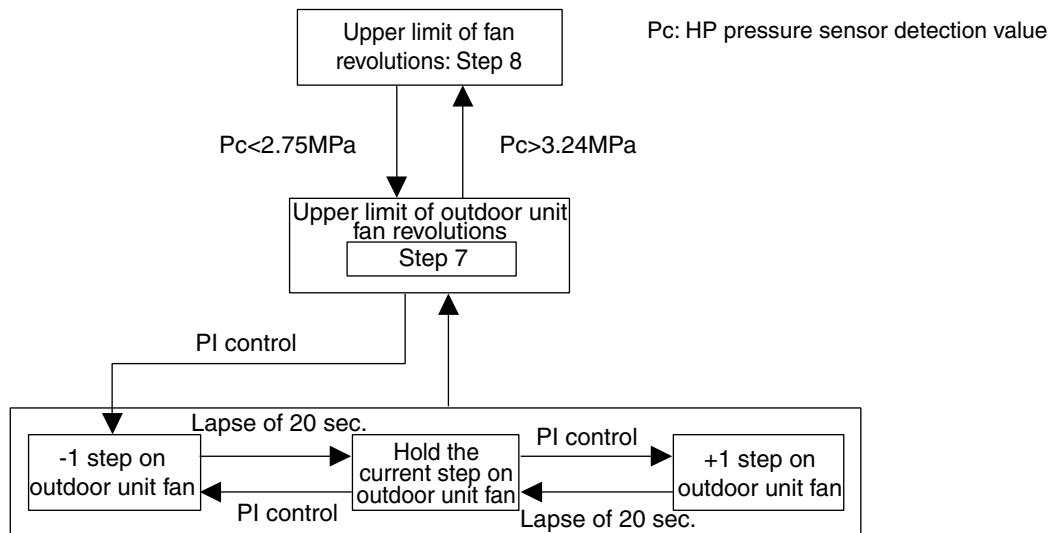 Upper limit of fan
revolutions: Step 8
Pc: HP pressure sensor detection value
Pc<2.75MPa
Pc>3.24MPa
Upper limit of outdoor unit
fan revolutions
Step 7
PI control
Lapse of 20 sec.
-1 step on
outdoor unit fan
Hold the
current step on
outdoor unit fan
PI control
+1 step on
outdoor unit fan
PI control
Lapse of 20 sec.